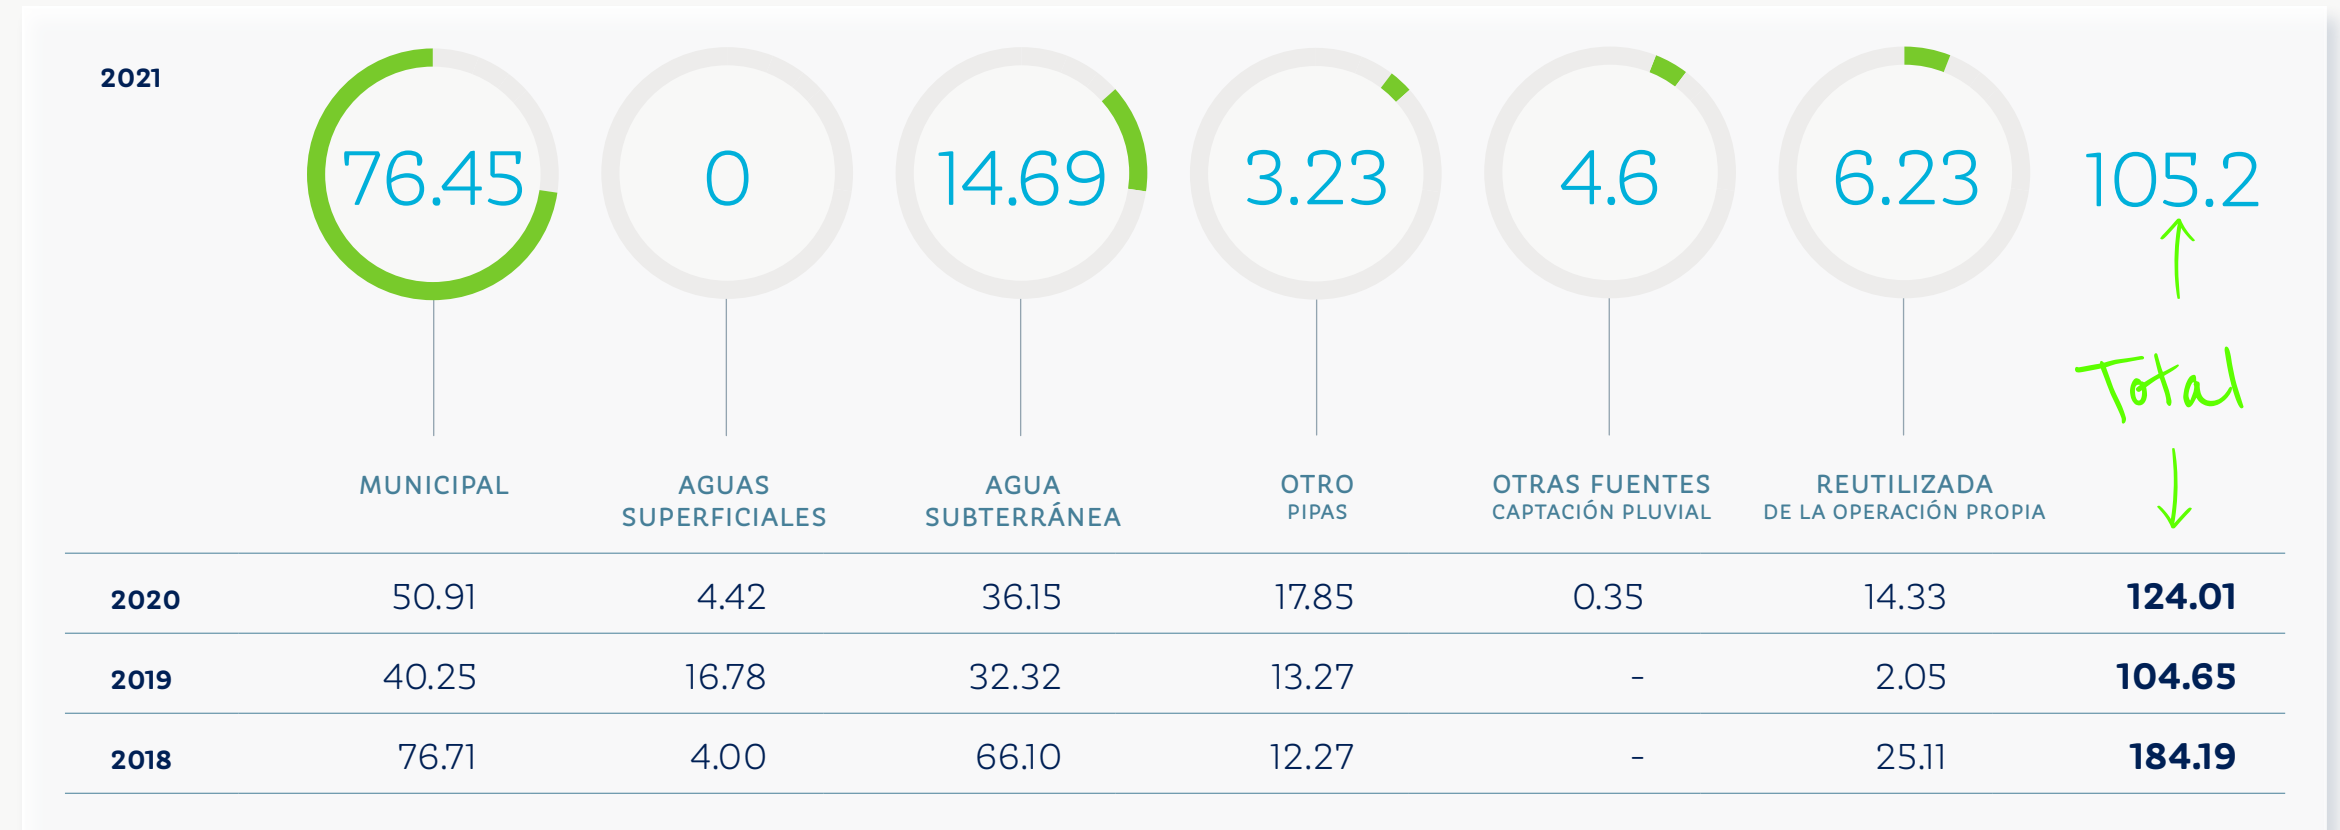 2021
76.45 0 14.69 3.23 4.6 6.23 105.2
Total
MUNICIPAL AGUAS SUPERFICIALES AGUA SUBTERRÁNEA OTRO PIPAS OTRAS FUENTES CAPTACIÓN PLUVIAL REUTILIZADA DE LA OPERACIÓN PROPIA
2020 50.91 4.42 36.15 17.85 0.35 14.33 124.01
2019 40.25 16.78 32.32 13.27 - 2.05 104.65
2018 76.71 4.00 66.10 12.27 - 25.11 184.19